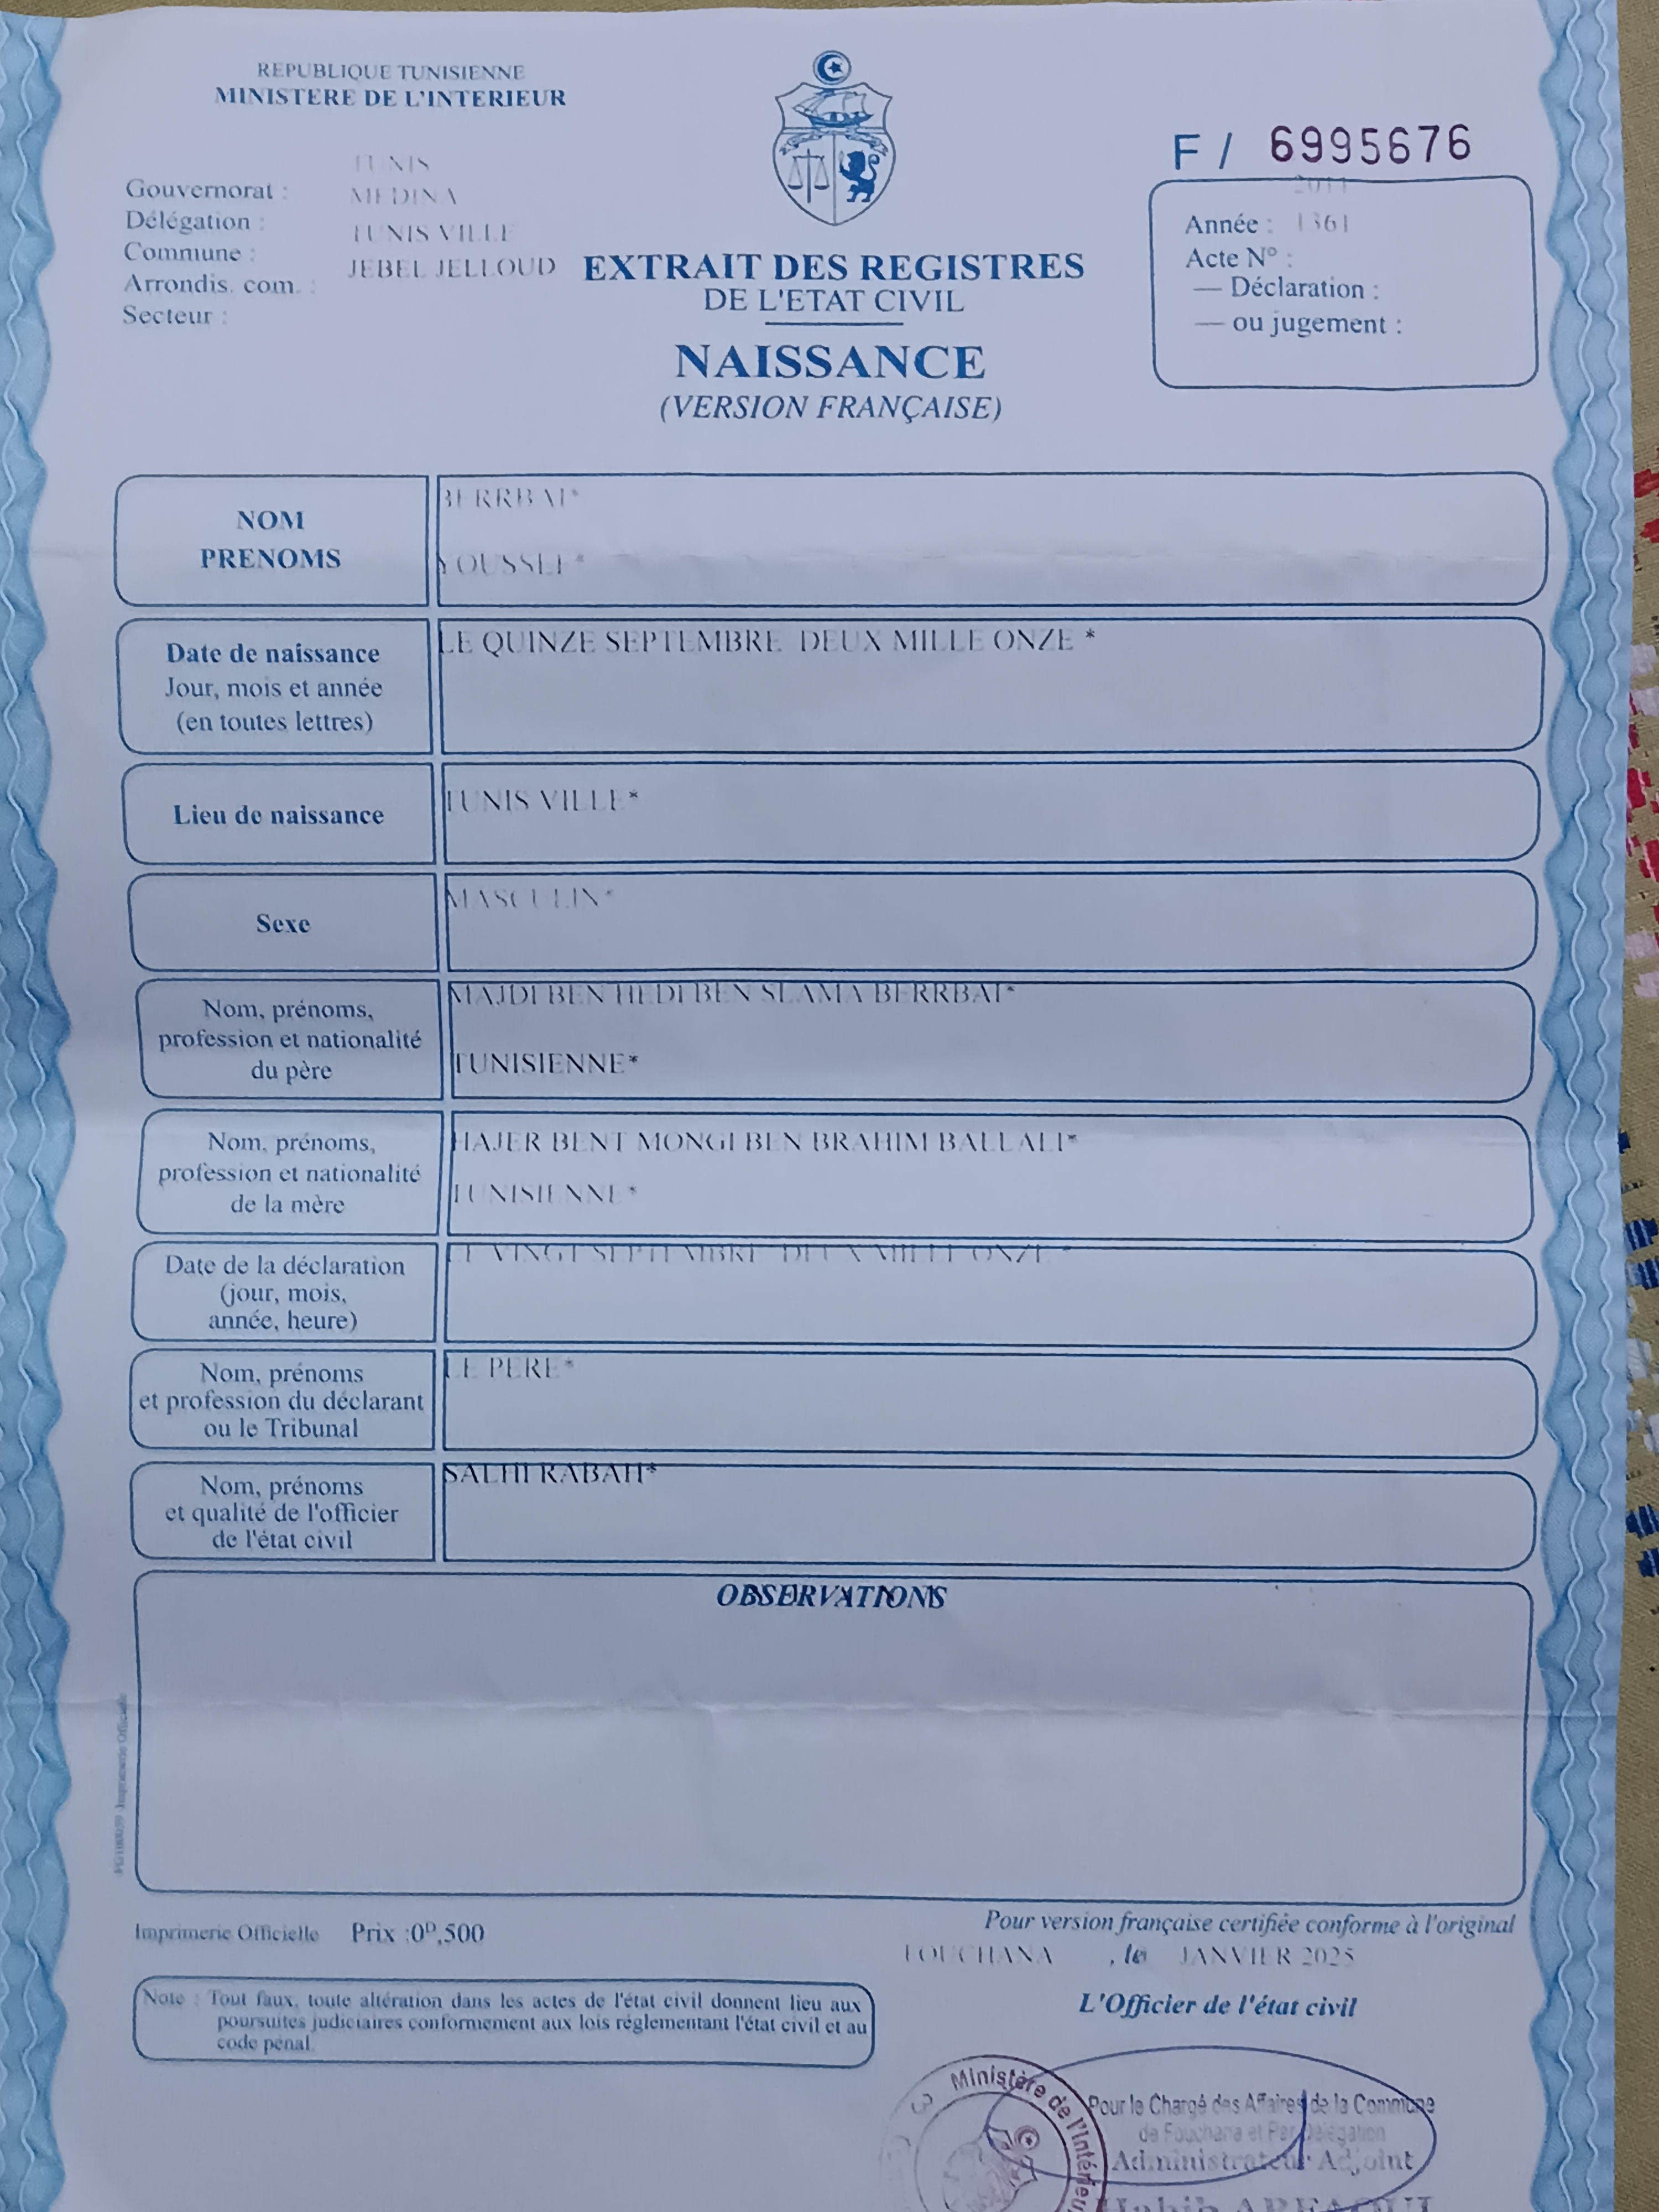 REPUBLIQUE TUNISIENNE
MINISTERE DE L'INTERIEUR
F / 6995676
TUNIS
Gouvernorat : MEDINA
Délégation : TUNIS VILLE
Commune : JEBEL JELLOUD
Arrondis. com. :
Secteur :
2011
Année : 1361
Acte N° :
— Déclaration :
— ou jugement :
EXTRAIT DES REGISTRES
DE L'ETAT CIVIL
NAISSANCE
(VERSION FRANÇAISE)
NOM
PRENOMS
BERRBAI*
YOUSSEF*
Date de naissance
Jour, mois et année
(en toutes lettres)
LE QUINZE SEPTEMBRE DEUX MILLE ONZE *
Lieu de naissance
TUNIS VILLE*
Sexe
MASCULIN*
Nom, prénoms,
profession et nationalité
du père
MAJDI BEN HEDI BEN SLAMA BERRBAI*
TUNISIENNE*
Nom, prénoms,
profession et nationalité
de la mère
HAJER BENT MONGI BEN BRAHIM BALLALI*
TUNISIENNE*
Date de la déclaration
(jour, mois,
année, heure)
LE VINGT SEPTEMBRE DEUX MILLE ONZE *
Nom, prénoms
et profession du déclarant
ou le Tribunal
LE PERE*
Nom, prénoms
et qualité de l'officier
de l'état civil
SALHI RABAH*
OBSERVATIONS
Imprimerie Officielle
Imprimerie Officielle Prix :0ᴰ,500
Pour version française certifiée conforme à l'original
FOUCHANA , le JANVIER 2025
L'Officier de l'état civil
Note : Tout faux, toute altération dans les actes de l'état civil donnent lieu aux
poursuites judiciaires conformement aux lois réglementant l'état civil et au
code pénal.
Ministère de l'Intérieur
Pour le Chargé des Affaires de la Commune
de Fouchana et Par Délégation
Administrateur Adjoint
Habib